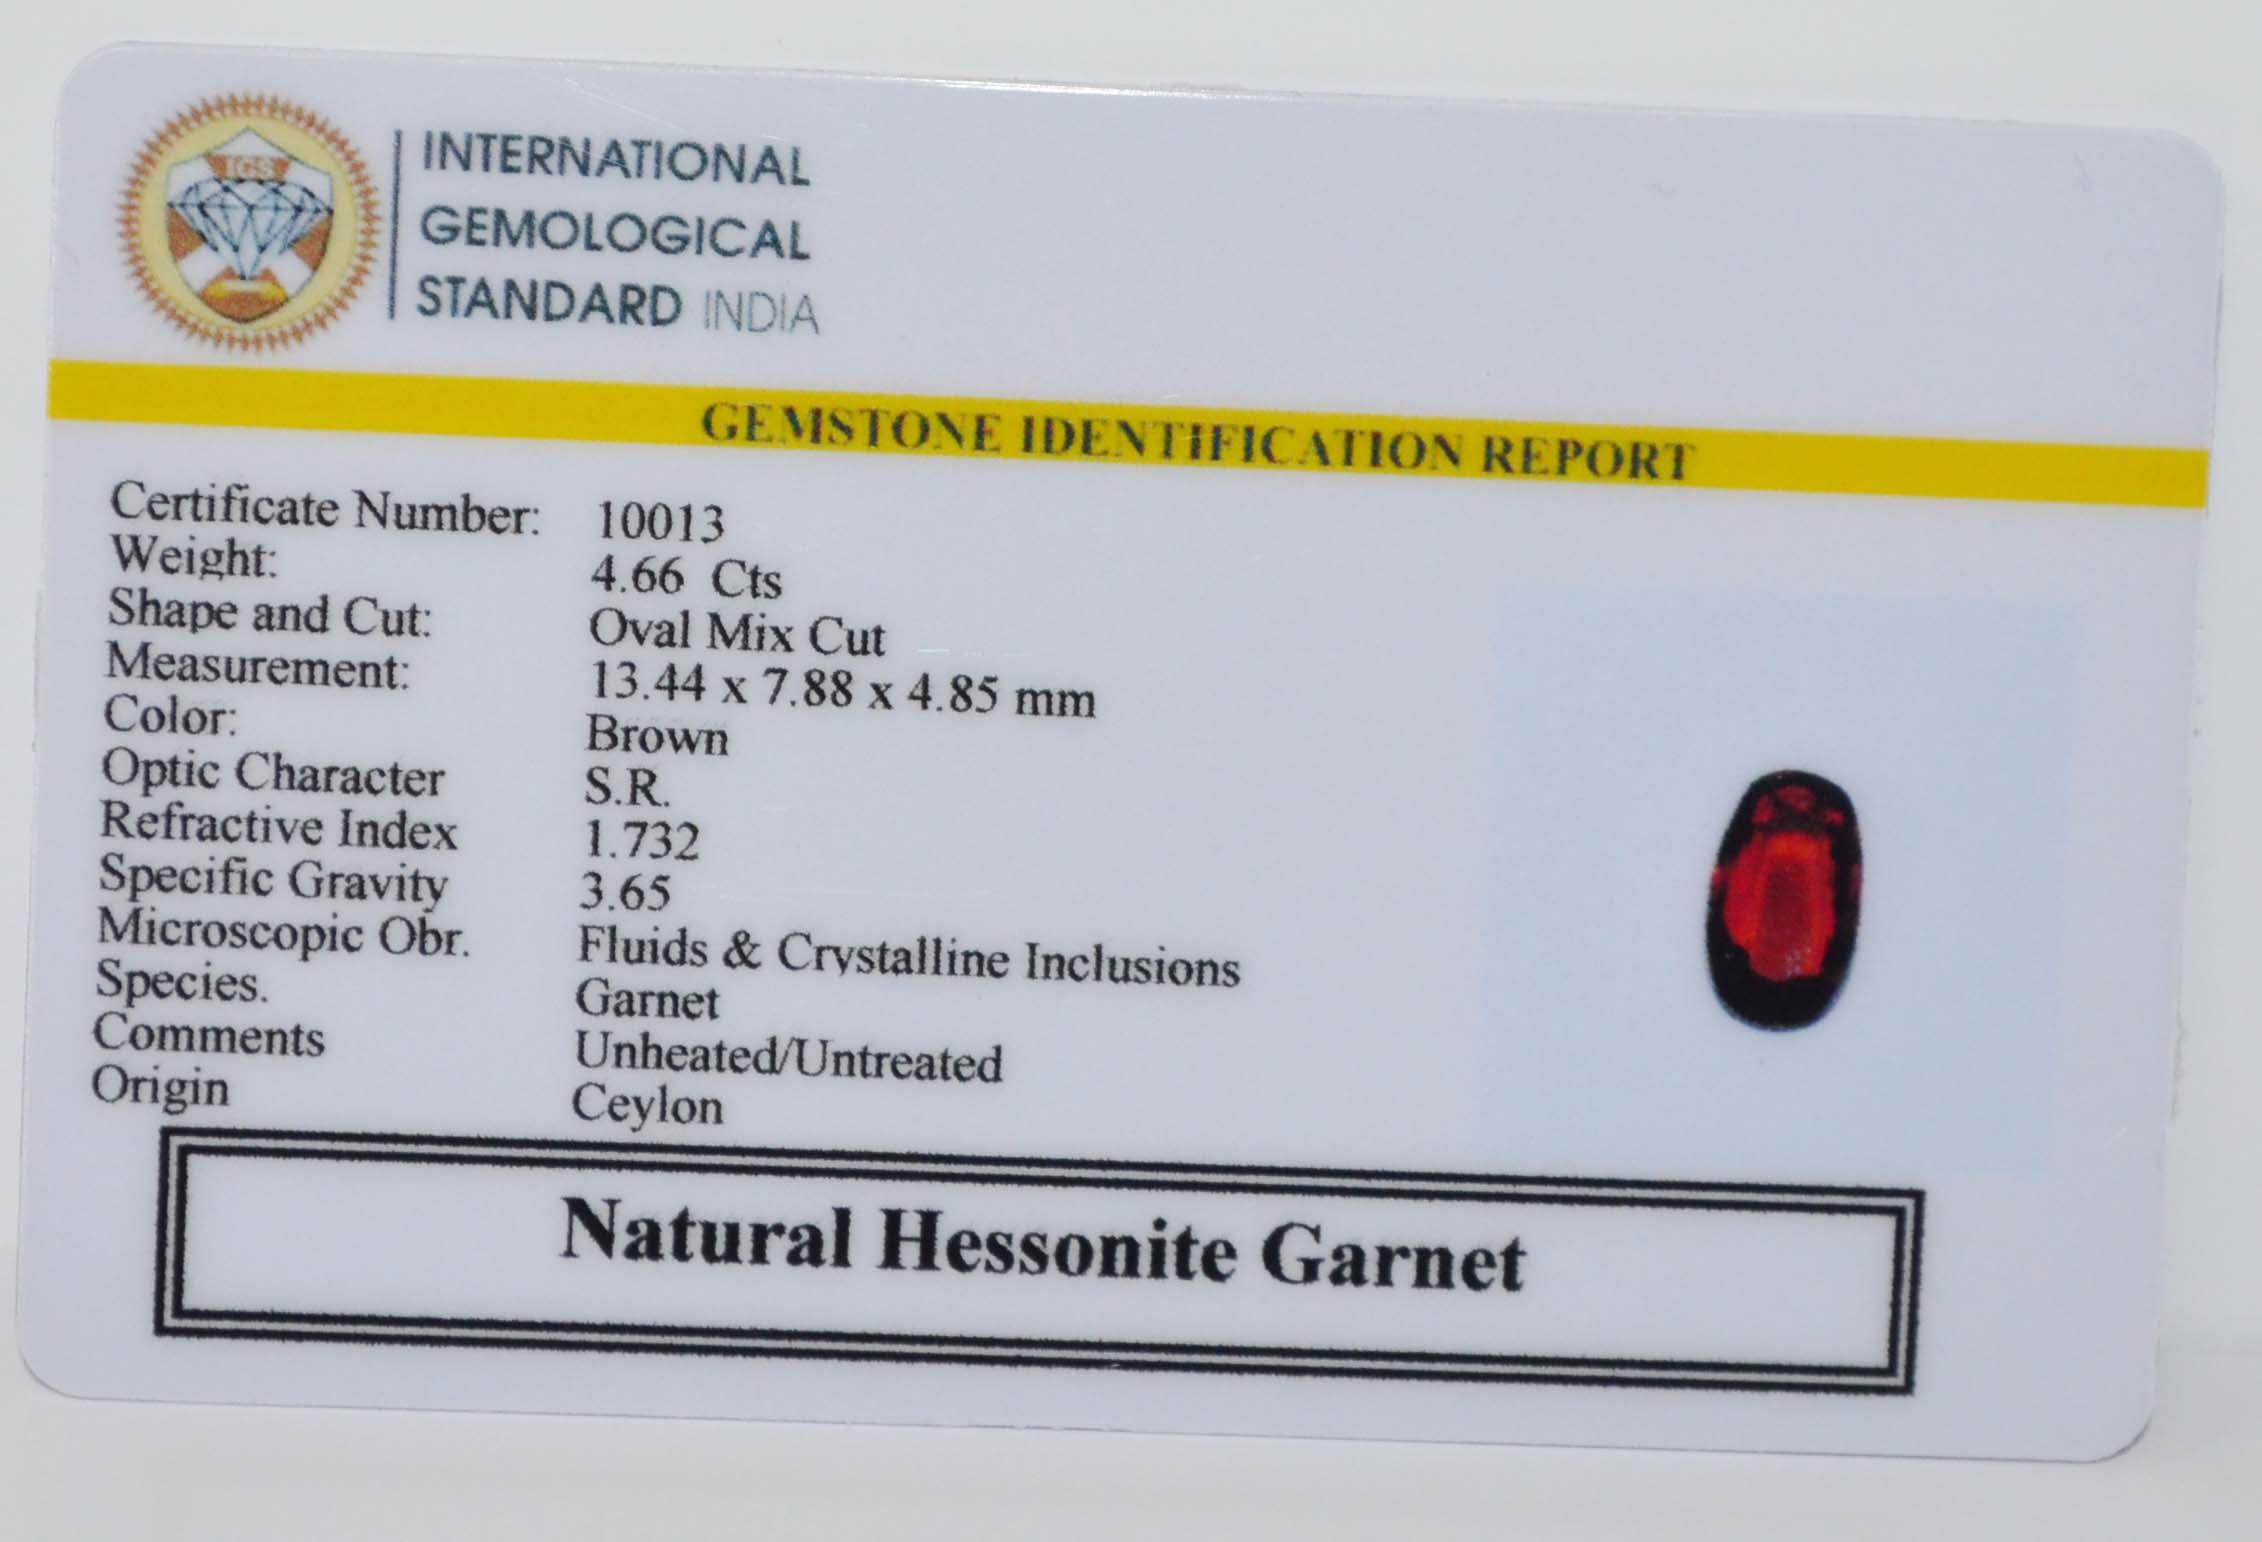 IGS
INTERNATIONAL
GEMOLOGICAL
STANDARD INDIA
GEMSTONE IDENTIFICATION REPORT
Certificate Number: 10013
Weight: 4.66 Cts
Shape and Cut: Oval Mix Cut
Measurement: 13.44 x 7.88 x 4.85 mm
Color: Brown
Optic Character S.R.
Refractive Index 1.732
Specific Gravity 3.65
Microscopic Obr. Fluids & Crystalline Inclusions
Species. Garnet
Comments Unheated/Untreated
Origin Ceylon
Natural Hessonite Garnet